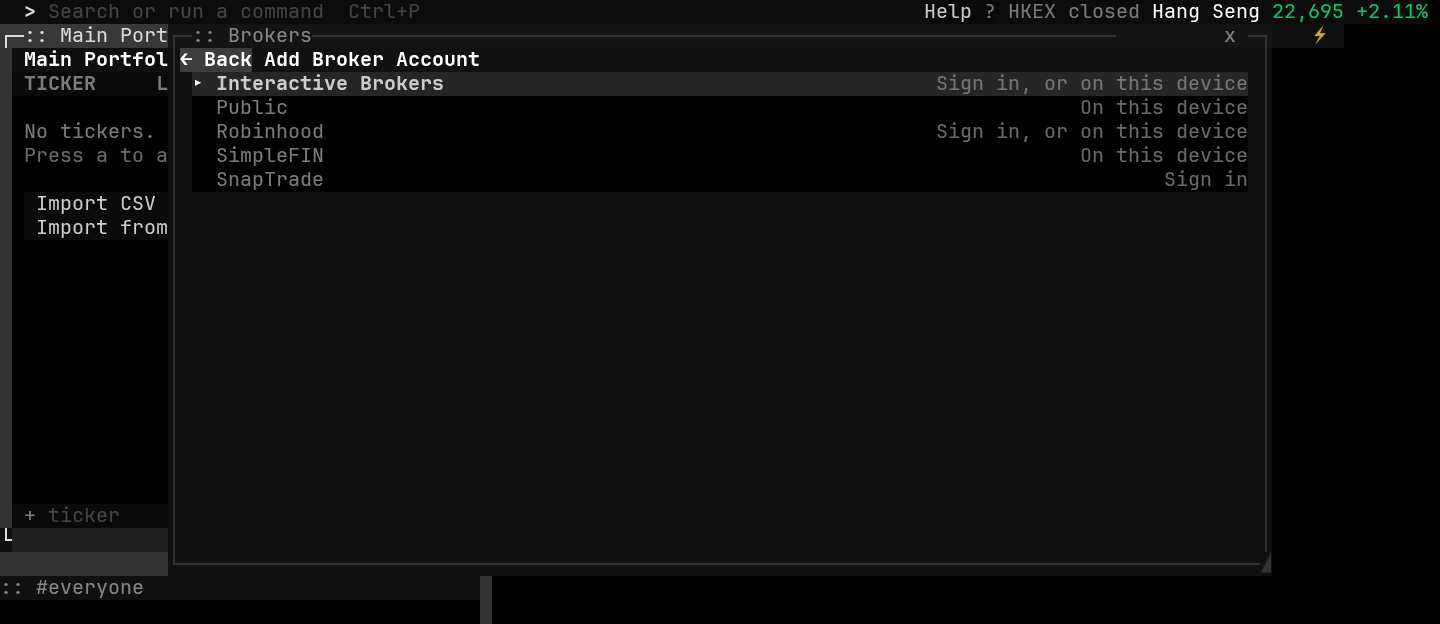 > Search or run a command  Ctrl+P  Help ? HKEX closed Hang Seng 22,695 +2.11%
:: Main Port :: Brokers x ⚡
Main Portfol ← Back Add Broker Account
TICKER L ▸ Interactive Brokers Sign in, or on this device
Public On this device
No tickers. Robinhood Sign in, or on this device
Press a to a SimpleFIN On this device
SnapTrade Sign in
Import CSV
Import from
+ ticker
:: #everyone